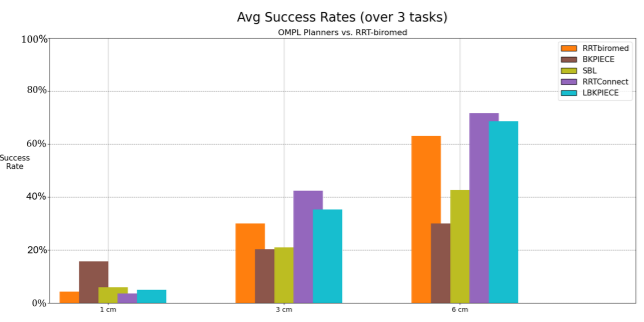 Avg Success Rates (over 3 tasks)
OMPL Planners vs. RRT-biromed
100%
80%
60%
40%
20%
0%
Success
Rate
1 cm
3 cm
6 cm
RRTbiromed
BKPIECE
SBL
RRTConnect
LBKPIECE